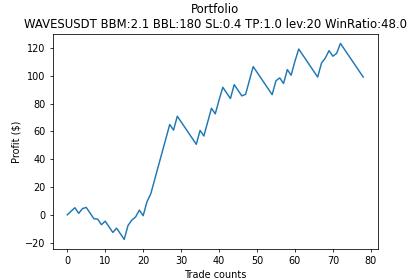 Portfolio
WAVESUSDT BBM:2.1 BBL:180 SL:0.4 TP:1.0 lev:20 WinRatio:48.0
120
100
80
60
40
20
0
−20
Profit ($)
0 10 20 30 40 50 60 70 80
Trade counts